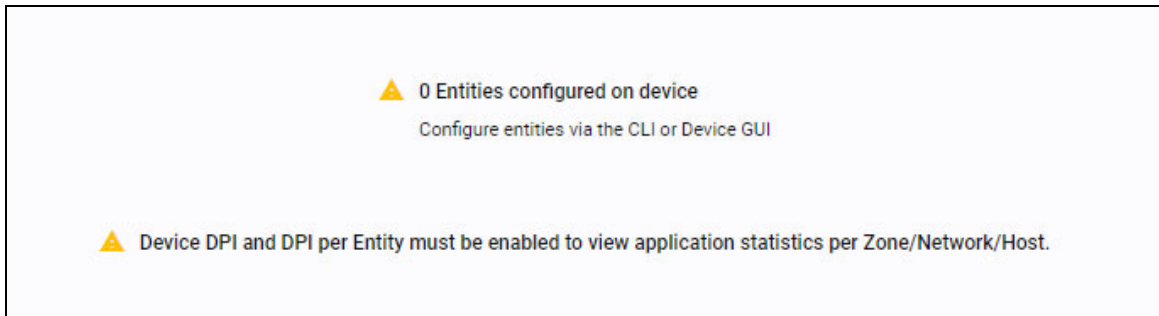 0 Entities configured on device
Configure entities via the CLI or Device GUI
Device DPI and DPI per Entity must be enabled to view application statistics per Zone/Network/Host.